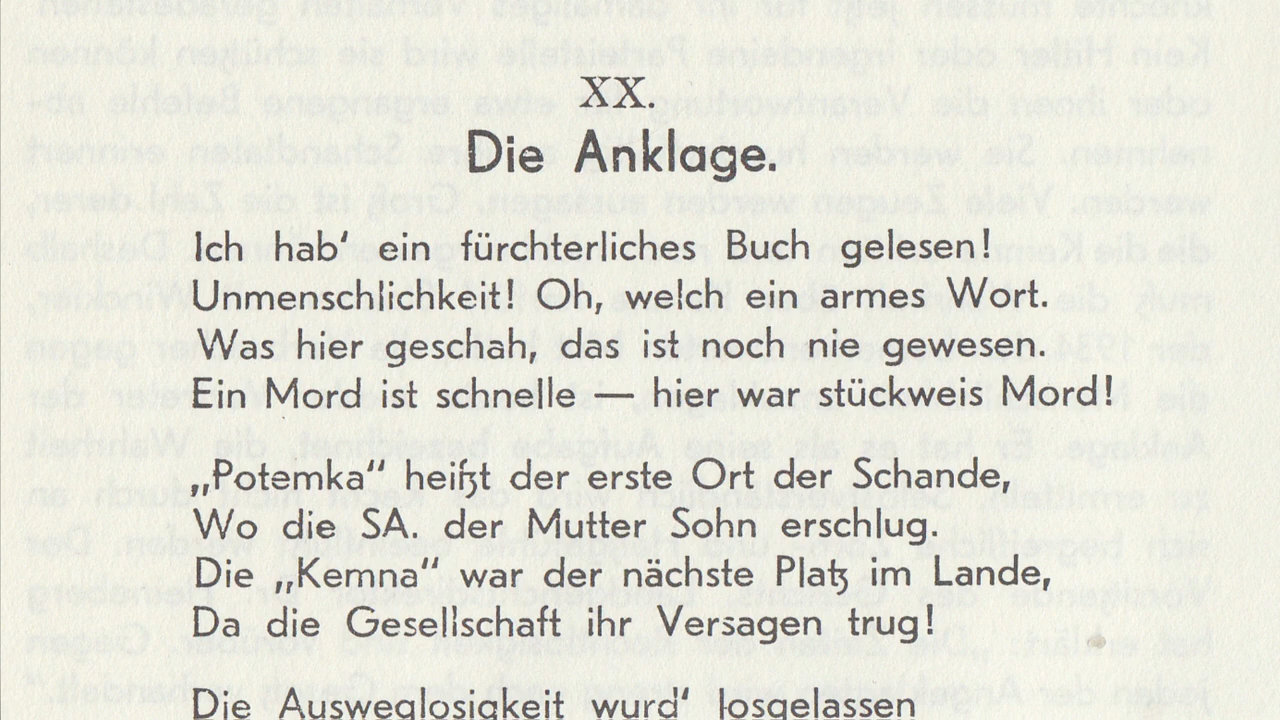 XX.
Die Anklage.
Ich hab' ein fürchterliches Buch gelesen!
Unmenschlichkeit! Oh, welch ein armes Wort.
Was hier geschah, das ist noch nie gewesen.
Ein Mord ist schnelle — hier war stückweis Mord!
„Potemka“ heißt der erste Ort der Schande,
Wo die SA. der Mutter Sohn erschlug.
Die „Kemna“ war der nächste Platz im Lande,
Da die Gesellschaft ihr Versagen trug!
Die Ausweglosigkeit wurd' losgelassen